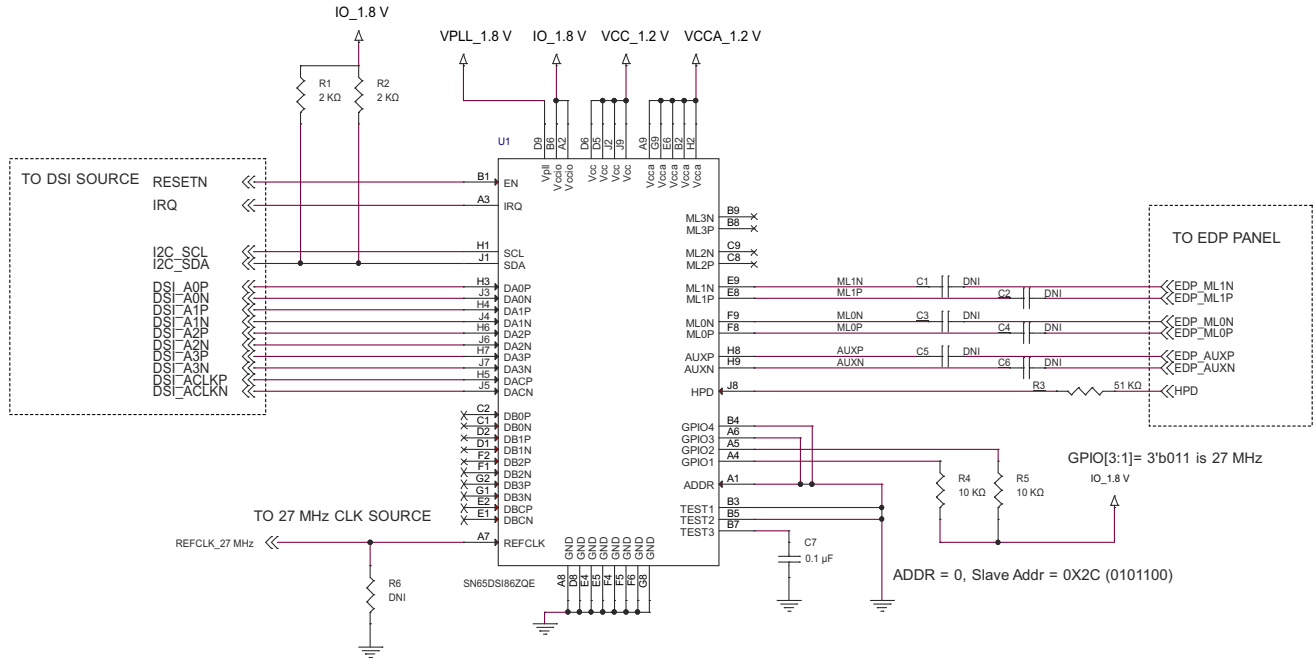 IO_1.8 V
VPLL_1.8 V IO_1.8 V VCC_1.2 V VCCA_1.2 V
R1
2 KΩ
R2
2 KΩ
U1
D9 B6 A2 D6 D5 J2 J9 A9 G9 E6 B2 H2
Vpll Vccio Vccio Vcc Vcc Vcc Vcc Vcca Vcca Vcca Vcca Vcca
TO DSI SOURCE
RESETN B1 EN
IRQ A3 IRQ
I2C_SCL H1 SCL
I2C_SDA J1 SDA
DSI_A0P H3 DA0P
DSI_A0N J3 DA0N
DSI_A1P H4 DA1P
DSI_A1N J4 DA1N
DSI_A2P H6 DA2P
DSI_A2N J6 DA2N
DSI_A3P H7 DA3P
DSI_A3N J7 DA3N
DSI_ACLKP H5 DACP
DSI_ACLKN J5 DACN
C2 DB0P
C1 DB0N
D2 DB1P
D1 DB1N
F2 DB2P
F1 DB2N
G2 DB3P
G1 DB3N
E2 DBCP
E1 DBCN
TO 27 MHz CLK SOURCE
REFCLK_27 MHz A7 REFCLK
R6
DNI
SN65DSI86ZQE
GND GND GND GND GND GND GND GND
A8 D8 E4 E5 F4 F5 F6 G8
ML3N B9
ML3P B8
ML2N C9
ML2P C8
TO EDP PANEL
ML1N E9 ML1N C1 DNI EDP_ML1N
ML1P E8 ML1P C2 DNI EDP_ML1P
ML0N F9 ML0N C3 DNI EDP_ML0N
ML0P F8 ML0P C4 DNI EDP_ML0P
AUXP H8 AUXP C5 DNI EDP_AUXP
AUXN H9 AUXN C6 DNI EDP_AUXN
HPD J8 R3 51 KΩ HPD
GPIO4 B4
GPIO3 A6
GPIO2 A5
GPIO1 A4
ADDR A1
TEST1 B3
TEST2 B5
TEST3 B7
GPIO[3:1]= 3'b011 is 27 MHz
IO_1.8 V
R4
10 KΩ
R5
10 KΩ
C7
0.1 µF
ADDR = 0, Slave Addr = 0X2C (0101100)